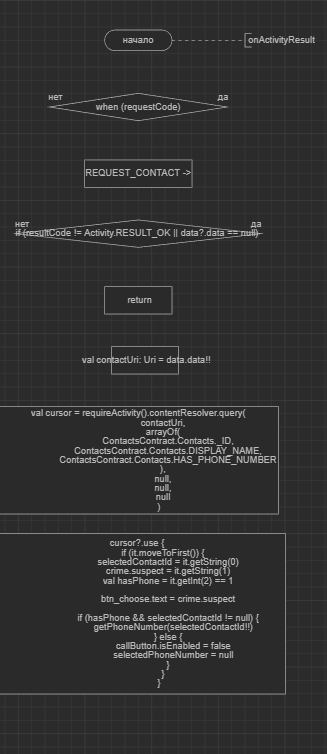 начало
onActivityResult
нет
да
when (requestCode)
REQUEST_CONTACT ->
нет
да
if (resultCode != Activity.RESULT_OK || data?.data == null)
return
val contactUri: Uri = data.data!!
val cursor = requireActivity().contentResolver.query(
contactUri,
arrayOf(
ContactsContract.Contacts._ID,
ContactsContract.Contacts.DISPLAY_NAME,
ContactsContract.Contacts.HAS_PHONE_NUMBER
),
null,
null,
null
)
cursor?.use {
if (it.moveToFirst()) {
selectedContactId = it.getString(0)
crime.suspect = it.getString(1)
val hasPhone = it.getInt(2) == 1
btn_choose.text = crime.suspect
if (hasPhone && selectedContactId != null) {
getPhoneNumber(selectedContactId!!)
} else {
callButton.isEnabled = false
selectedPhoneNumber = null
}
}
}